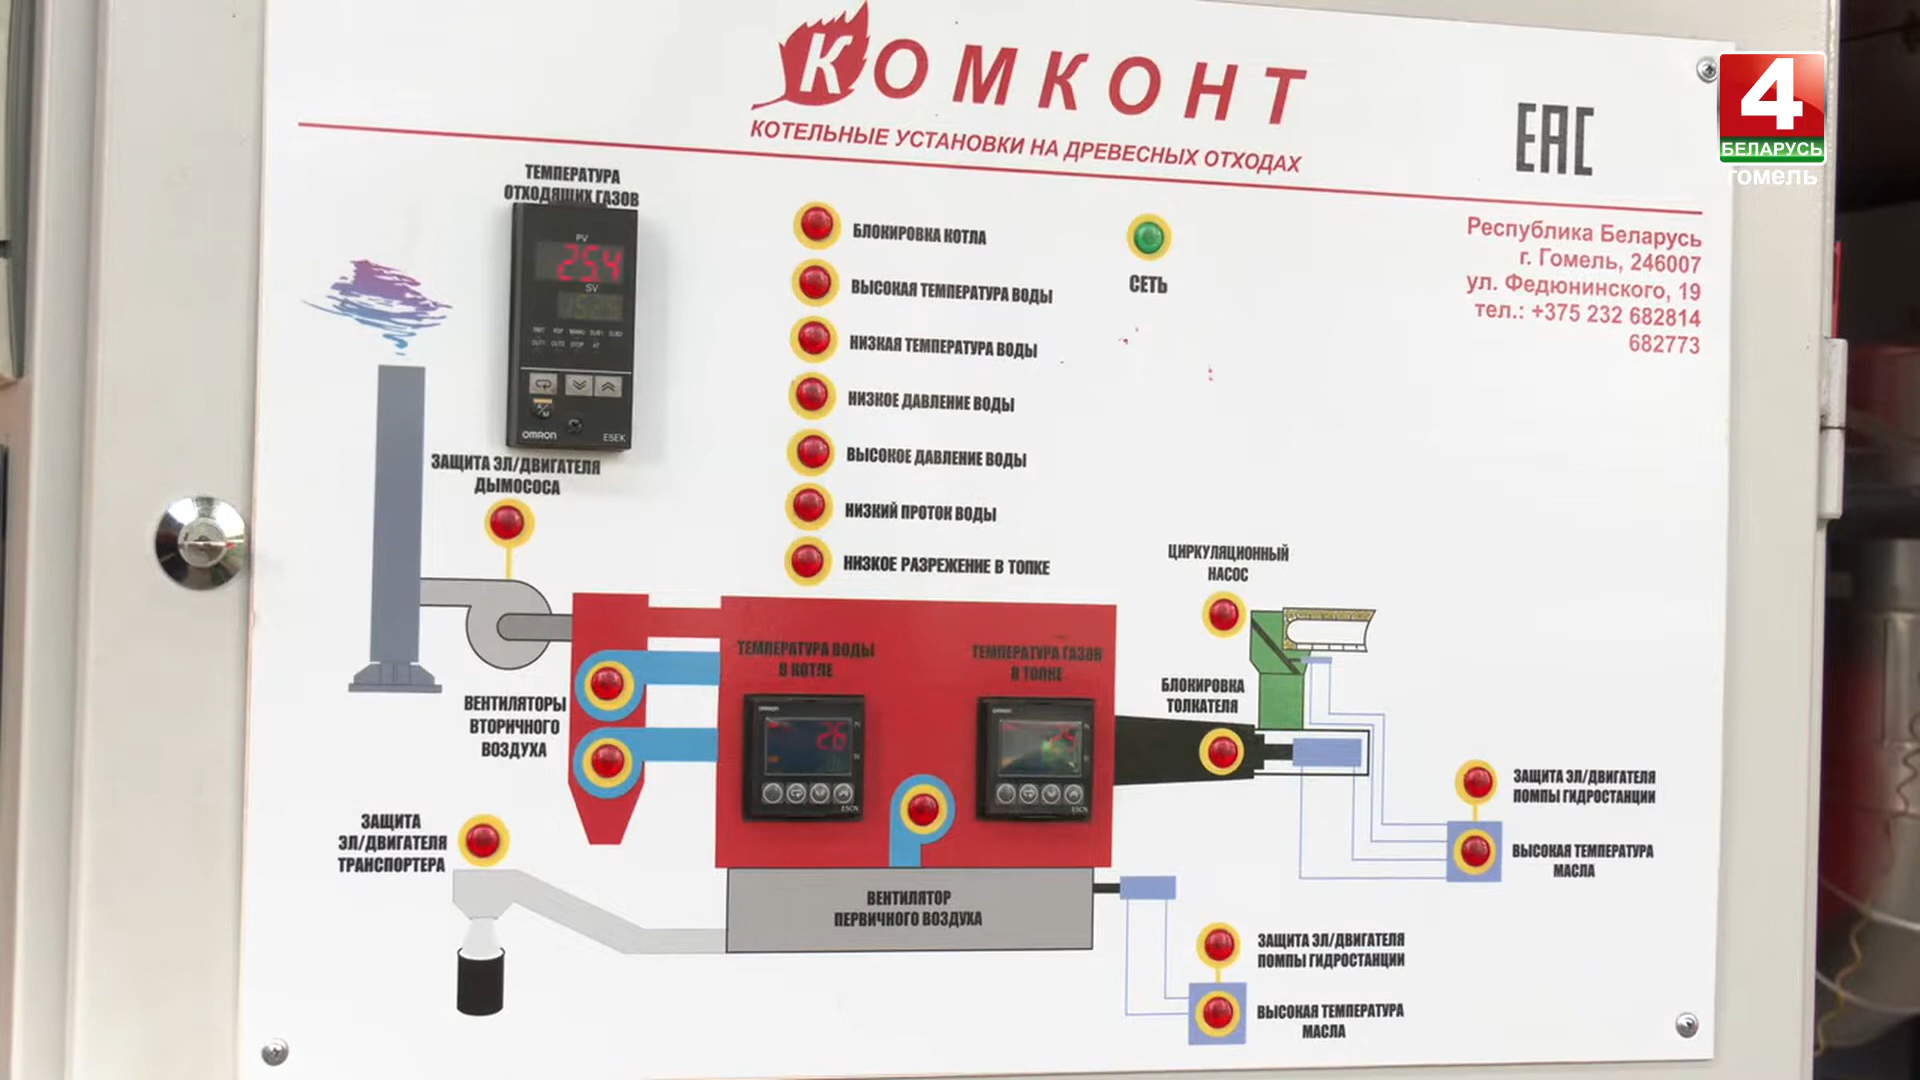 КОМКОНТ
КОТЕЛЬНЫЕ УСТАНОВКИ НА ДРЕВЕСНЫХ ОТХОДАХ
EAC
4
БЕЛАРУСЬ
гомель
Республика Беларусь
г. Гомель, 246007
ул. Федюнинского, 19
тел.: +375 232 682814
682773
ТЕМПЕРАТУРА
ОТХОДЯЩИХ ГАЗОВ
PV
25.4
SV
OMRON
E5EK
БЛОКИРОВКА КОТЛА
ВЫСОКАЯ ТЕМПЕРАТУРА ВОДЫ
НИЗКАЯ ТЕМПЕРАТУРА ВОДЫ
НИЗКОЕ ДАВЛЕНИЕ ВОДЫ
ВЫСОКОЕ ДАВЛЕНИЕ ВОДЫ
НИЗКИЙ ПРОТОК ВОДЫ
НИЗКОЕ РАЗРЕЖЕНИЕ В ТОПКЕ
СЕТЬ
ЗАЩИТА ЭЛ/ДВИГАТЕЛЯ
ДЫМОСОСА
ЦИРКУЛЯЦИОННЫЙ
НАСОС
ТЕМПЕРАТУРА ВОДЫ
В КОТЛЕ
omron
26
E5CN
ТЕМПЕРАТУРА ГАЗОВ
В ТОПКЕ
omron
E5CN
БЛОКИРОВКА
ТОЛКАТЕЛЯ
ВЕНТИЛЯТОРЫ
ВТОРИЧНОГО
ВОЗДУХА
ЗАЩИТА ЭЛ/ДВИГАТЕЛЯ
ПОМПЫ ГИДРОСТАНЦИИ
ВЫСОКАЯ ТЕМПЕРАТУРА
МАСЛА
ЗАЩИТА
ЭЛ/ДВИГАТЕЛЯ
ТРАНСПОРТЕРА
ВЕНТИЛЯТОР
ПЕРВИЧНОГО ВОЗДУХА
ЗАЩИТА ЭЛ/ДВИГАТЕЛЯ
ПОМПЫ ГИДРОСТАНЦИИ
ВЫСОКАЯ ТЕМПЕРАТУРА
МАСЛА